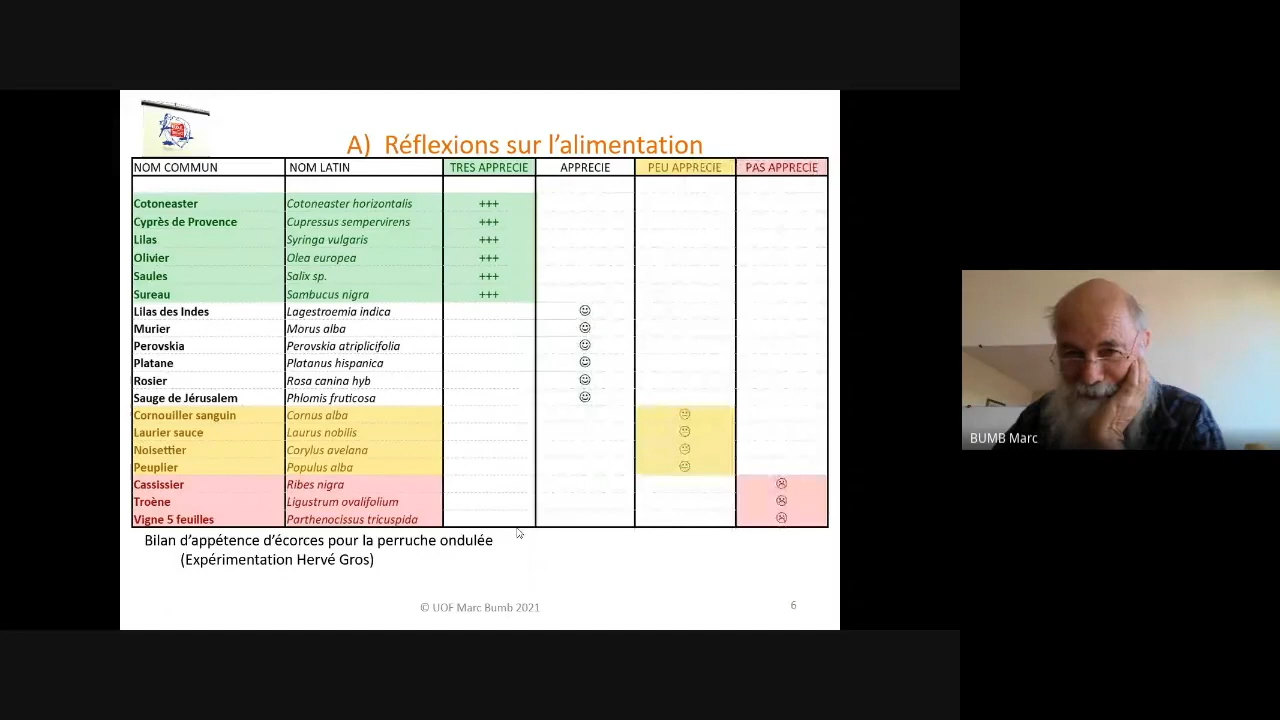 A) Réflexions sur l'alimentation
NOM COMMUN NOM LATIN TRES APPRECIE APPRECIE PEU APPRECIE PAS APPRECIE
Cotoneaster Cotoneaster horizontalis +++
Cyprès de Provence Cupressus sempervirens +++
Lilas Syringa vulgaris +++
Olivier Olea europea +++
Saules Salix sp. +++
Sureau Sambucus nigra +++
Lilas des Indes Lagestroemia indica ☺
Murier Morus alba ☺
Perovskia Perovskia atriplicifolia ☺
Platane Platanus hispanica ☺
Rosier Rosa canina hyb ☺
Sauge de Jérusalem Phlomis fruticosa ☺
Cornouiller sanguin Cornus alba 😐
Laurier sauce Laurus nobilis 😐
Noisettier Corylus avelana 😐
Peuplier Populus alba 😐
Cassissier Ribes nigra ☹
Troène Ligustrum ovalifolium ☹
Vigne 5 feuilles Parthenocissus tricuspida ☹
Bilan d'appétence d'écorces pour la perruche ondulée
(Expérimentation Hervé Gros)
© UOF Marc Bumb 2021
6
BUMB Marc